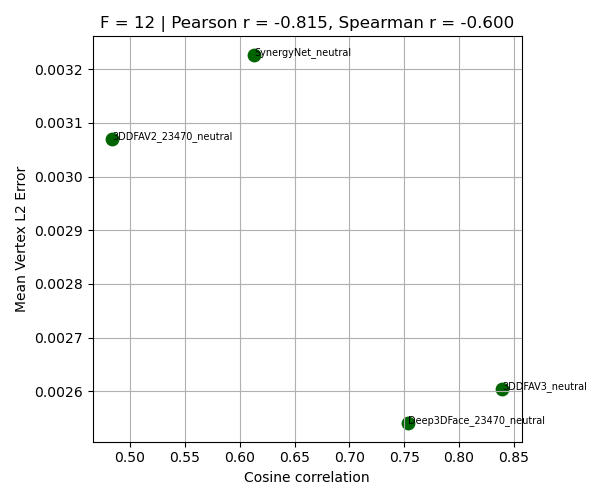 F = 12 | Pearson r = -0.815, Spearman r = -0.600
SynergyNet_neutral
3DDFAV2_23470_neutral
3DDFAV3_neutral
Deep3DFace_23470_neutral
Mean Vertex L2 Error
0.0032
0.0031
0.0030
0.0029
0.0028
0.0027
0.0026
0.50 0.55 0.60 0.65 0.70 0.75 0.80 0.85
Cosine correlation